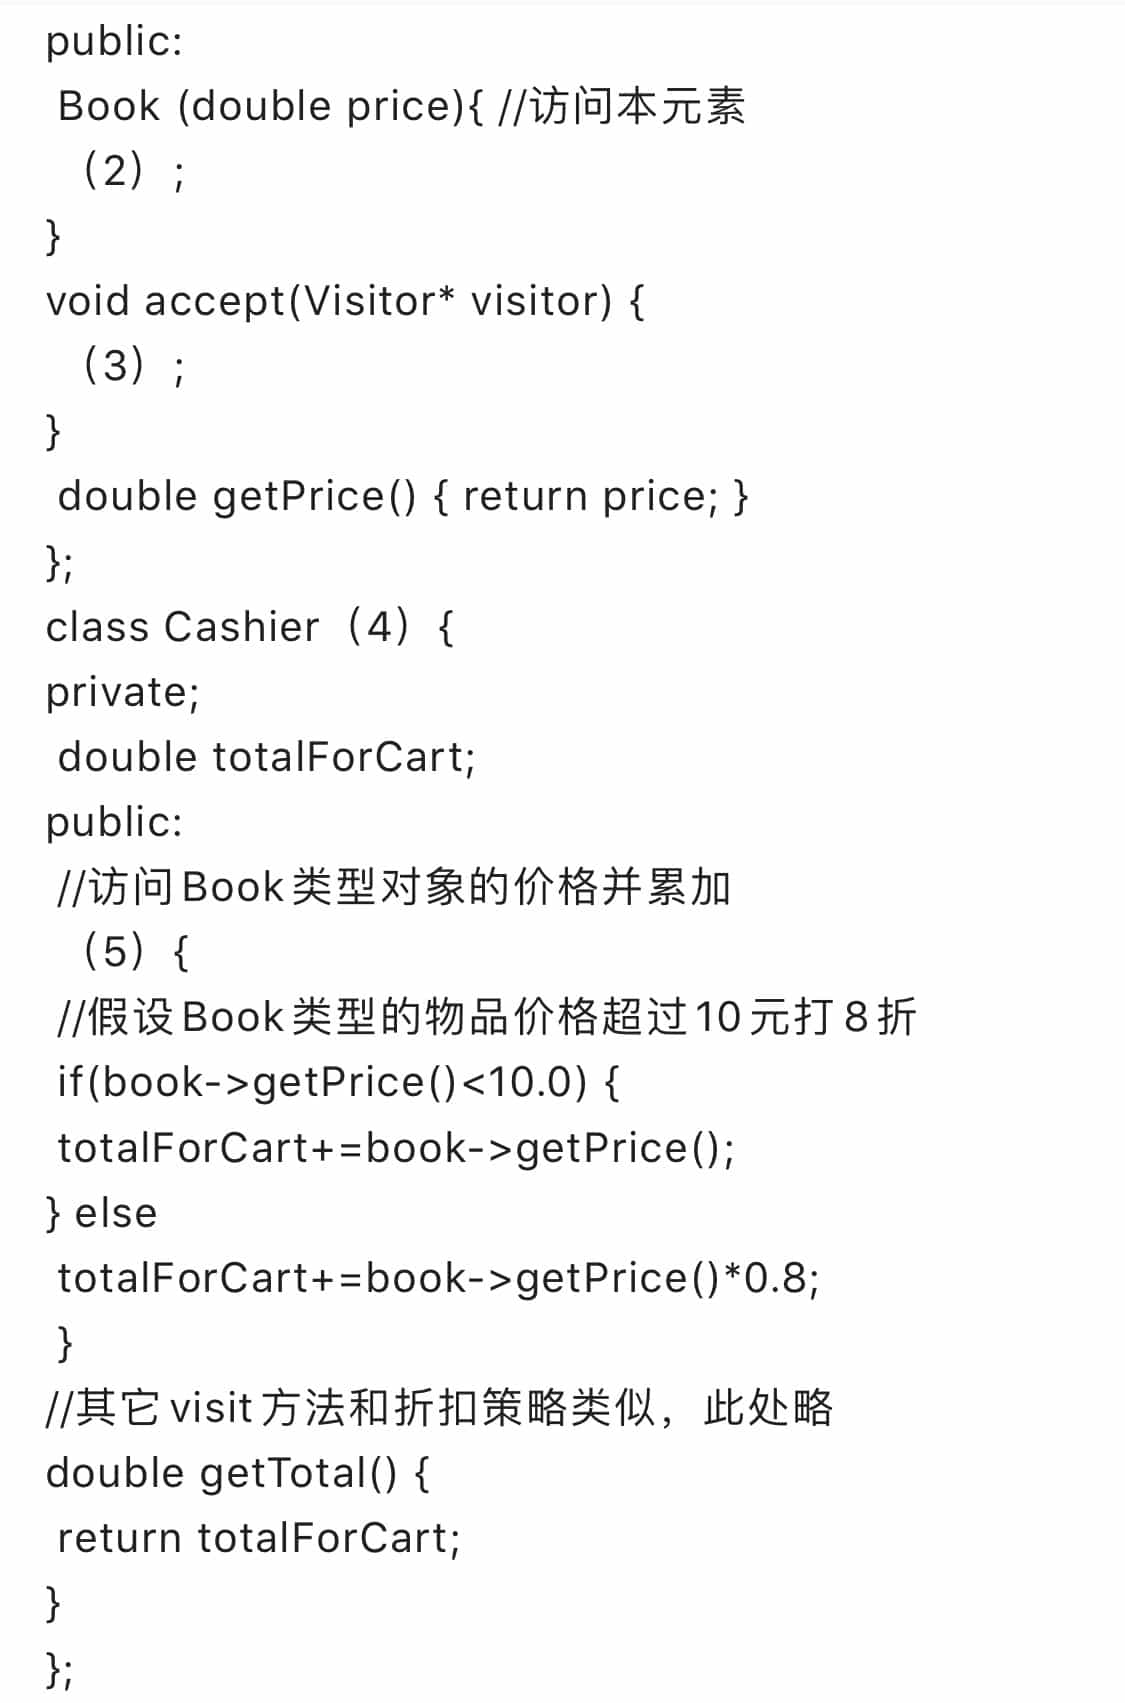 public:
Book (double price){ //访问本元素
（2）;
}
void accept(Visitor* visitor) {
（3）;
}
double getPrice() { return price; }
};
class Cashier（4）{
private;
double totalForCart;
public:
//访问Book类型对象的价格并累加
（5）{
//假设Book类型的物品价格超过10元打8折
if(book->getPrice()<10.0) {
totalForCart+=book->getPrice();
} else
totalForCart+=book->getPrice()*0.8;
}
//其它visit方法和折扣策略类似，此处略
double getTotal() {
return totalForCart;
}
};